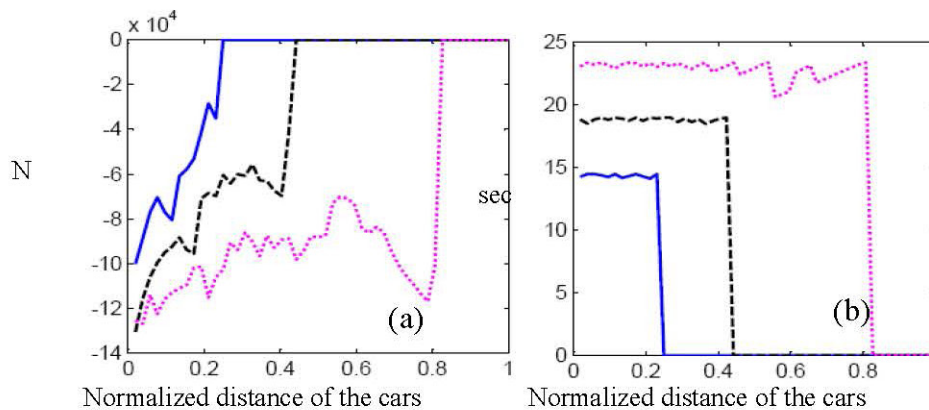 × 10⁴
0
-2
-4
-6
-8
-10
-12
-14
0 0.2 0.4 0.6 0.8 1
N
(a)
Normalized distance of the cars
25
20
15
10
5
0
0 0.2 0.4 0.6 0.8
sec
(b)
Normalized distance of the cars